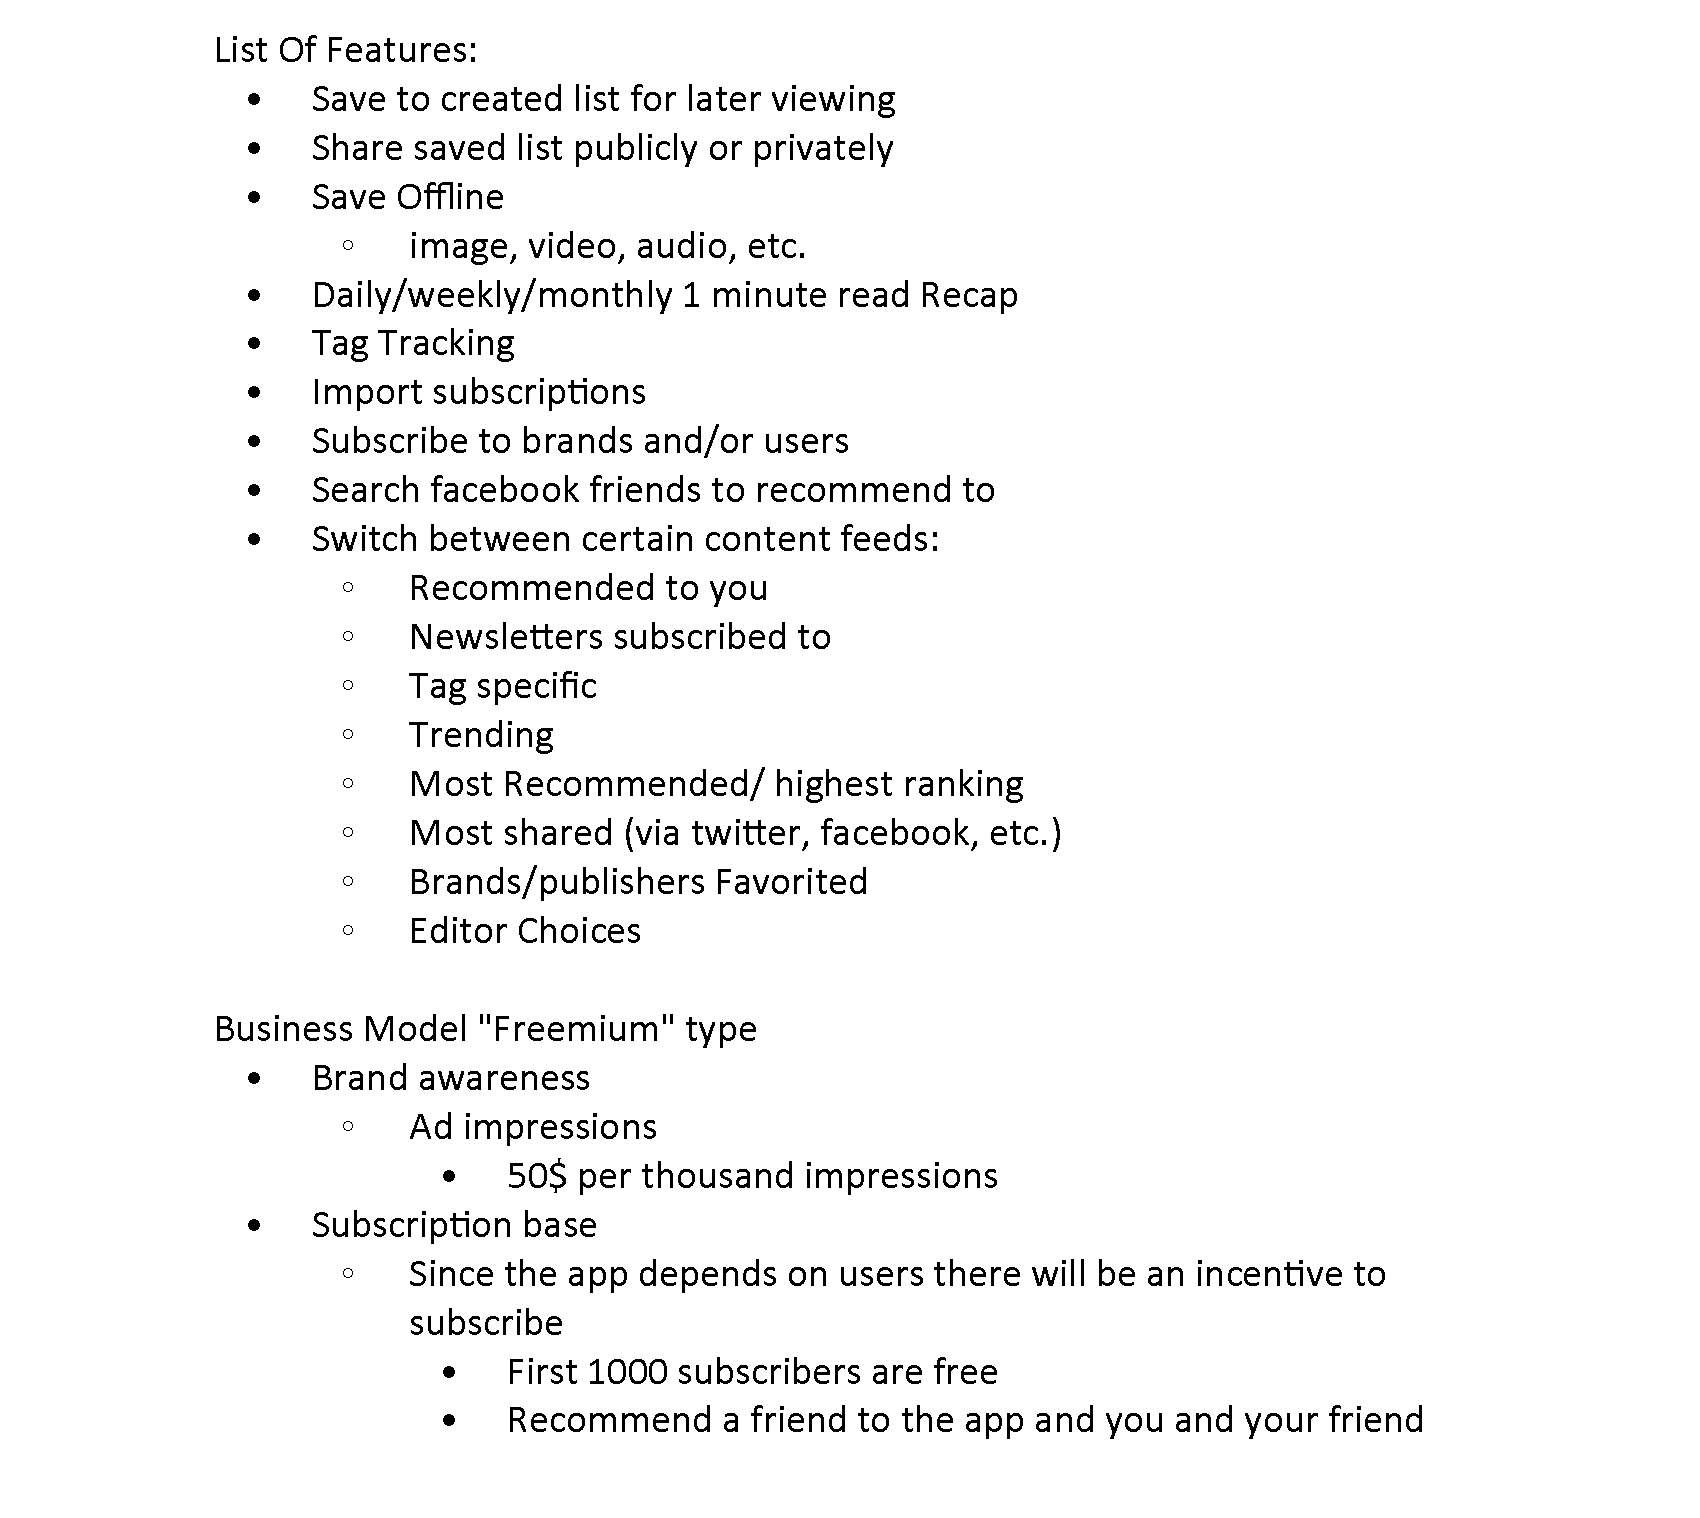 List Of Features:
• Save to created list for later viewing
• Share saved list publicly or privately
• Save Offline
◦ image, video, audio, etc.
• Daily/weekly/monthly 1 minute read Recap
• Tag Tracking
• Import subscriptions
• Subscribe to brands and/or users
• Search facebook friends to recommend to
• Switch between certain content feeds:
◦ Recommended to you
◦ Newsletters subscribed to
◦ Tag specific
◦ Trending
◦ Most Recommended/ highest ranking
◦ Most shared (via twitter, facebook, etc.)
◦ Brands/publishers Favorited
◦ Editor Choices
Business Model "Freemium" type
• Brand awareness
◦ Ad impressions
• 50$ per thousand impressions
• Subscription base
◦ Since the app depends on users there will be an incentive to
subscribe
• First 1000 subscribers are free
• Recommend a friend to the app and you and your friend